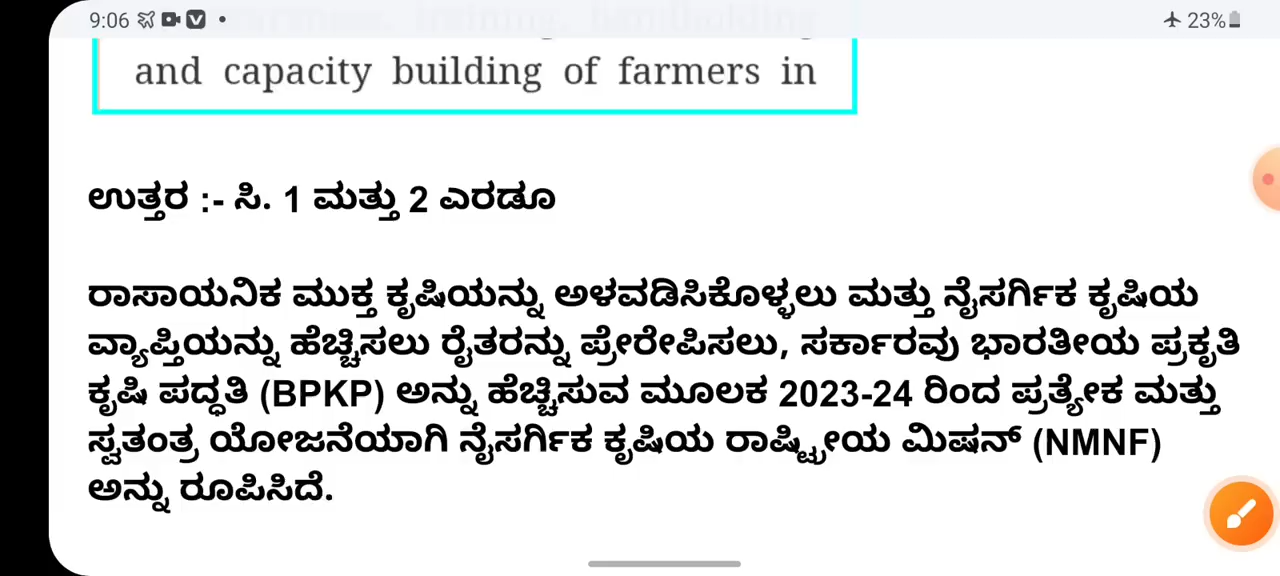 9:06
23%
training, handholding
and capacity building of farmers in
ಉತ್ತರ :- ಸಿ. 1 ಮತ್ತು 2 ಎರಡೂ
ರಾಸಾಯನಿಕ ಮುಕ್ತ ಕೃಷಿಯನ್ನು ಅಳವಡಿಸಿಕೊಳ್ಳಲು ಮತ್ತು ನೈಸರ್ಗಿಕ ಕೃಷಿಯ
ವ್ಯಾಪ್ತಿಯನ್ನು ಹೆಚ್ಚಿಸಲು ರೈತರನ್ನು ಪ್ರೇರೇಪಿಸಲು, ಸರ್ಕಾರವು ಭಾರತೀಯ ಪ್ರಕೃತಿ
ಕೃಷಿ ಪದ್ಧತಿ (BPKP) ಅನ್ನು ಹೆಚ್ಚಿಸುವ ಮೂಲಕ 2023-24 ರಿಂದ ಪ್ರತ್ಯೇಕ ಮತ್ತು
ಸ್ವತಂತ್ರ ಯೋಜನೆಯಾಗಿ ನೈಸರ್ಗಿಕ ಕೃಷಿಯ ರಾಷ್ಟ್ರೀಯ ಮಿಷನ್ (NMNF)
ಅನ್ನು ರೂಪಿಸಿದೆ.